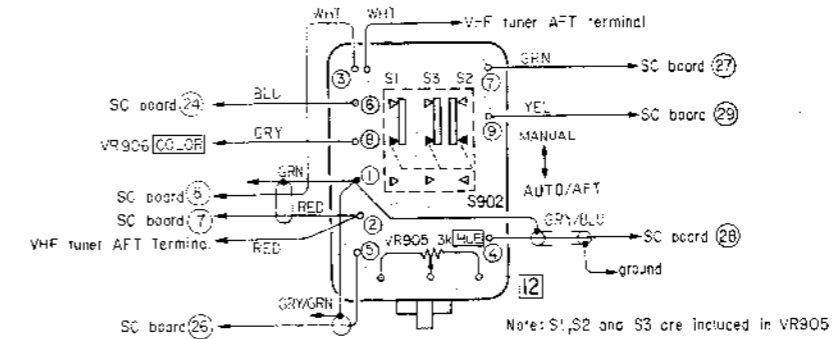 WHT
WHT
VHF tuner AFT terminal
GRN
SC board 27
3
S1 S3 S2
7
BLU
SC board 24
6
YEL
SC board 29
GRY
VR906 COLOR
8
9
MANUAL
GRN
1
AUTO/AFT
SC board 6
S902
RED
SC board 7
2
GRY/BLU
VHF tuner AFT Terminal
RED
5
VR905 3k HUE
4
SC board 28
ground
12
GRY/GRN
SC board 26
Note: S1, S2 and S3 are included in VR905